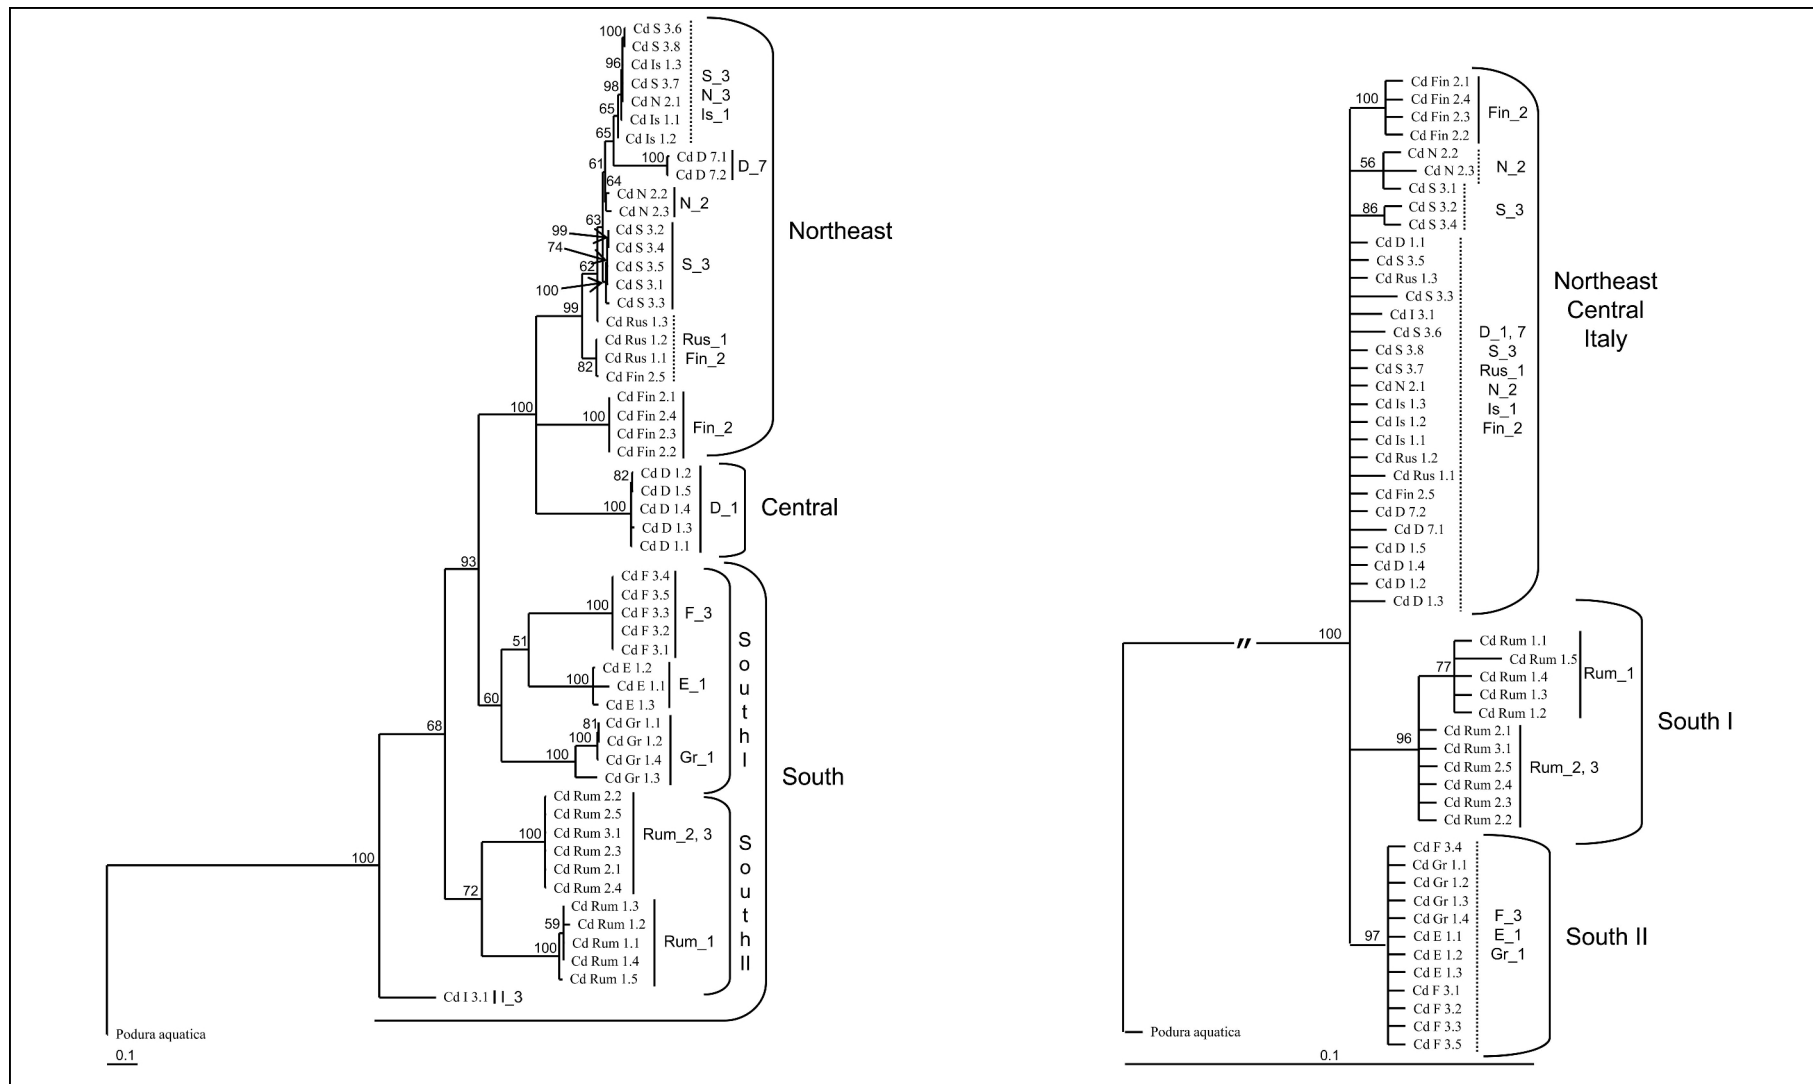 100
Cd S 3.6
Cd S 3.8
96
Cd Is 1.3
98
Cd S 3.7
Cd N 2.1
65
Cd Is 1.1
65
Cd Is 1.2
S_3
N_3
Is_1
61
100
Cd D 7.1
Cd D 7.2
D_7
64
Cd N 2.2
Cd N 2.3
N_2
63
99
74
62
100
Cd S 3.2
Cd S 3.4
Cd S 3.5
Cd S 3.1
Cd S 3.3
S_3
99
Cd Rus 1.3
Cd Rus 1.2
Cd Rus 1.1
Cd Fin 2.5
82
Rus_1
Fin_2
100
100
Cd Fin 2.1
Cd Fin 2.4
Cd Fin 2.3
Cd Fin 2.2
Fin_2
Northeast
82
100
Cd D 1.2
Cd D 1.5
Cd D 1.4
Cd D 1.3
Cd D 1.1
D_1
Central
93
100
Cd F 3.4
Cd F 3.5
Cd F 3.3
Cd F 3.2
Cd F 3.1
F_3
51
100
Cd E 1.2
Cd E 1.1
Cd E 1.3
E_1
60
81
100
100
Cd Gr 1.1
Cd Gr 1.2
Cd Gr 1.4
Cd Gr 1.3
Gr_1
South I
68
100
Cd Rum 2.2
Cd Rum 2.5
Cd Rum 3.1
Cd Rum 2.3
Cd Rum 2.1
Cd Rum 2.4
Rum_2, 3
72
59
100
Cd Rum 1.3
Cd Rum 1.2
Cd Rum 1.1
Cd Rum 1.4
Cd Rum 1.5
Rum_1
South II
South
100
Cd I 3.1
I_3
Podura aquatica
0.1
100
Cd Fin 2.1
Cd Fin 2.4
Cd Fin 2.3
Cd Fin 2.2
Fin_2
56
Cd N 2.2
Cd N 2.3
Cd S 3.1
N_2
86
Cd S 3.2
Cd S 3.4
S_3
Cd D 1.1
Cd S 3.5
Cd Rus 1.3
Cd S 3.3
Cd I 3.1
Cd S 3.6
Cd S 3.8
Cd S 3.7
Cd N 2.1
Cd Is 1.3
Cd Is 1.2
Cd Is 1.1
Cd Rus 1.2
Cd Rus 1.1
Cd Fin 2.5
Cd D 7.2
Cd D 7.1
Cd D 1.5
Cd D 1.4
Cd D 1.2
Cd D 1.3
D_1, 7
S_3
Rus_1
N_2
Is_1
Fin_2
Northeast
Central
Italy
100
77
Cd Rum 1.1
Cd Rum 1.5
Cd Rum 1.4
Cd Rum 1.3
Cd Rum 1.2
Rum_1
96
Cd Rum 2.1
Cd Rum 3.1
Cd Rum 2.5
Cd Rum 2.4
Cd Rum 2.3
Cd Rum 2.2
Rum_2, 3
South I
97
Cd F 3.4
Cd Gr 1.1
Cd Gr 1.2
Cd Gr 1.3
Cd Gr 1.4
Cd E 1.1
Cd E 1.2
Cd E 1.3
Cd F 3.1
Cd F 3.2
Cd F 3.3
Cd F 3.5
F_3
E_1
Gr_1
South II
Podura aquatica
0.1